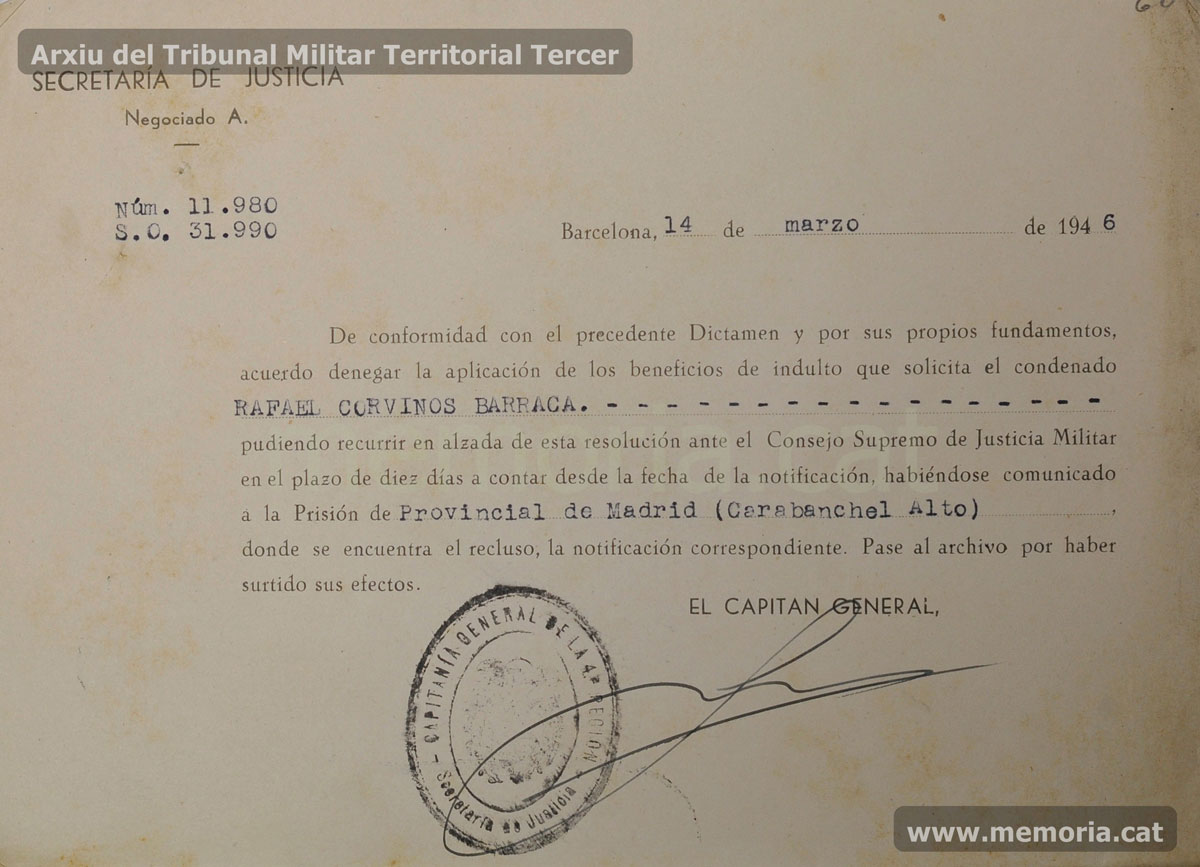 60
Arxiu del Tribunal Militar Territorial Tercer
SECRETARÍA DE JUSTICIA
Negociado A.
Núm. 11.980
S.O. 31.990
Barcelona, 14 de marzo de 1946
De conformidad con el precedente Dictamen y por sus propios fundamentos,
acuerdo denegar la aplicación de los beneficios de indulto que solicita el condenado
RAFAEL CORVINOS BARRACA. - - - - - - - - - - - - - - - - - -
pudiendo recurrir en alzada de esta resolución ante el Consejo Supremo de Justicia Militar
en el plazo de diez días a contar desde la fecha de la notificación, habiéndose comunicado
a la Prisión de Provincial de Madrid (Carabanchel Alto),
donde se encuentra el recluso, la notificación correspondiente. Pase al archivo por haber
surtido sus efectos.
EL CAPITAN GENERAL,
- CAPITANÍA GENERAL DE LA 4ª REGION -
Secretaría de Justicia
www.memoria.cat